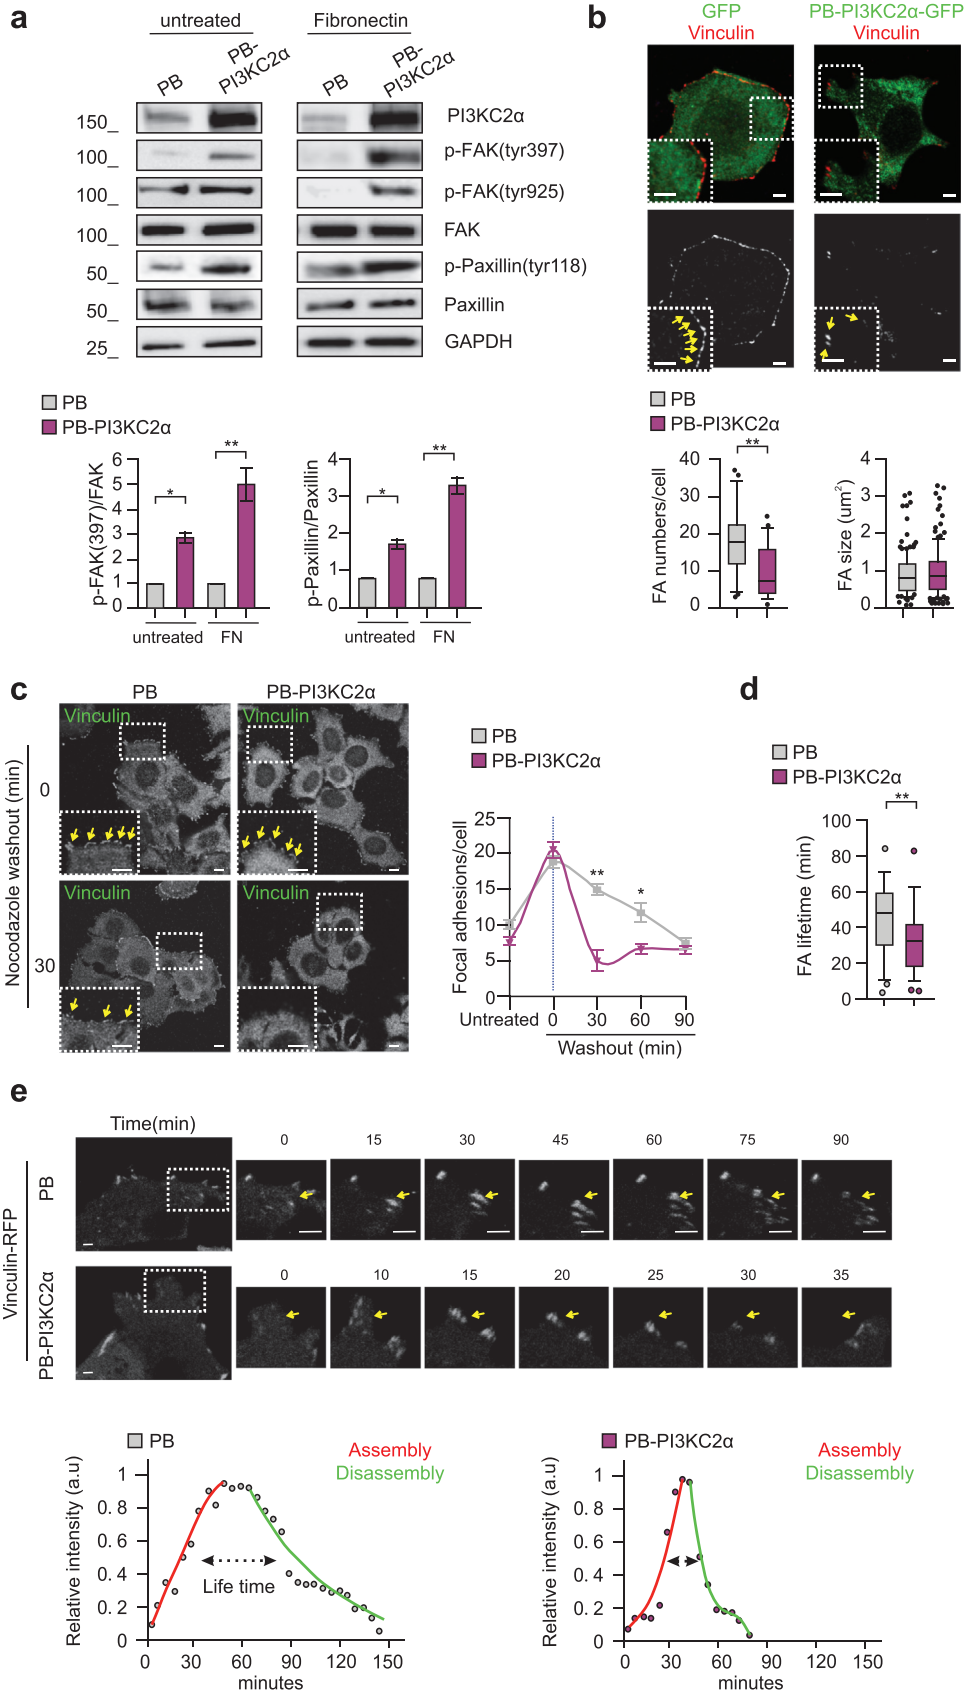 a
untreated
Fibronectin
PB
PB-
PI3KC2α
PB
PB-
PI3KC2α
150_
PI3KC2α
100_
p-FAK(tyr397)
100_
p-FAK(tyr925)
100_
FAK
50_
p-Paxillin(tyr118)
50_
Paxillin
25_
GAPDH
PB
PB-PI3KC2α
p-FAK(397)/FAK
6
5
4
3
2
1
0
*
**
untreated
FN
p-Paxillin/Paxillin
4
3
2
1
0
*
**
untreated
FN
b
GFP
Vinculin
PB-PI3KC2α-GFP
Vinculin
PB
PB-PI3KC2α
FA numbers/cell
40
30
20
10
0
**
FA size (um²)
4
3
2
1
0
c
PB
PB-PI3KC2α
Nocodazole washout (min)
0
Vinculin
Vinculin
30
Vinculin
Vinculin
PB
PB-PI3KC2α
Focal adhesions/cell
25
20
15
10
5
0
**
*
Untreated
0
30
60
90
Washout (min)
d
PB
PB-PI3KC2α
FA lifetime (min)
100
80
60
40
20
0
**
e
Time(min)
Vinculin-RFP
PB
0
15
30
45
60
75
90
PB-PI3KC2α
0
10
15
20
25
30
35
PB
Assembly
Disassembly
Relative intensity (a.u)
1
0.8
0.6
0.4
0.2
0
Life time
0
30
60
90
120
150
minutes
PB-PI3KC2α
Assembly
Disassembly
Relative intensity (a.u)
1
0.8
0.6
0.4
0.2
0
0
30
60
90
120
150
minutes